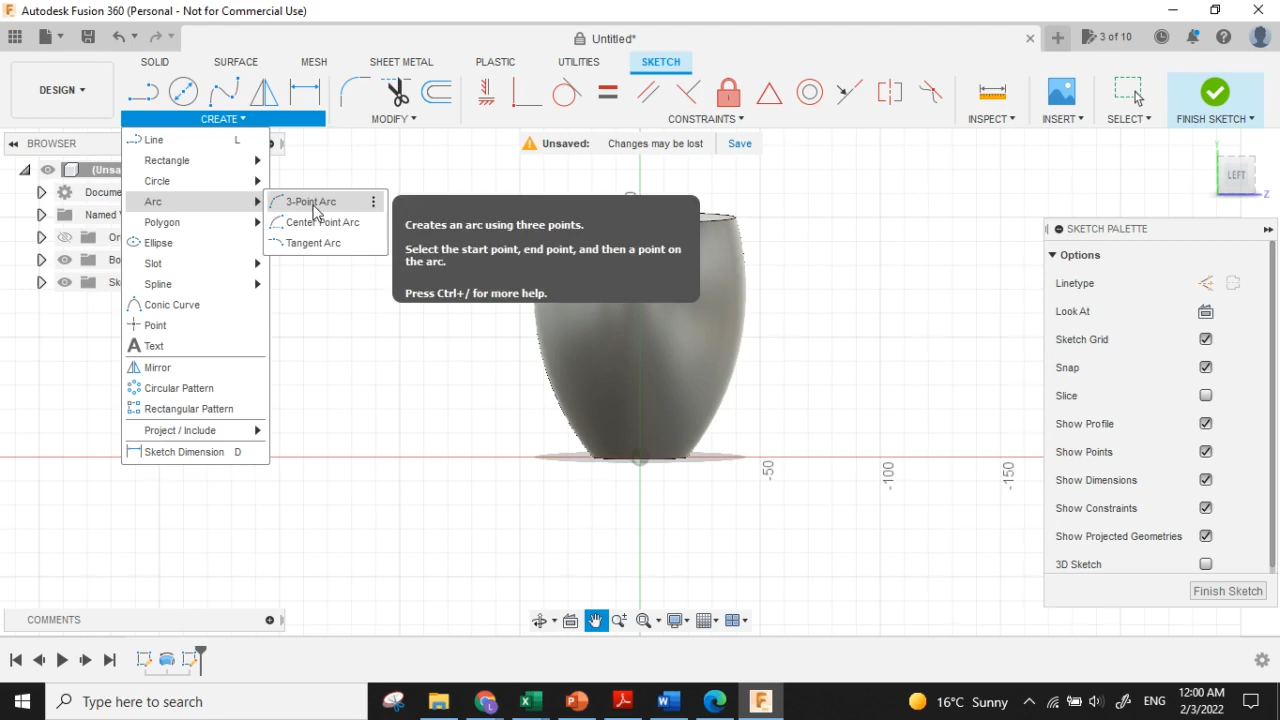 Autodesk Fusion 360 (Personal - Not for Commercial Use)
Untitled*
3 of 10
DESIGN
SOLID
SURFACE
MESH
SHEET METAL
PLASTIC
UTILITIES
SKETCH
CREATE
MODIFY
CONSTRAINTS
INSPECT
INSERT
SELECT
FINISH SKETCH
BROWSER
Unsaved:
Changes may be lost
Save
(Unsa
Docume
Named V
Or
Bo
Sk
Line L
Rectangle
Circle
Arc
Polygon
Ellipse
Slot
Spline
Conic Curve
Point
Text
Mirror
Circular Pattern
Rectangular Pattern
Project / Include
Sketch Dimension D
3-Point Arc
Center Point Arc
Tangent Arc
Creates an arc using three points.
Select the start point, end point, and then a point on
the arc.
Press Ctrl+/ for more help.
Y
LEFT
Z
-50
-100
-150
SKETCH PALETTE
Options
Linetype
Look At
Sketch Grid
Snap
Slice
Show Profile
Show Points
Show Dimensions
Show Constraints
Show Projected Geometries
3D Sketch
Finish Sketch
COMMENTS
Type here to search
16°C Sunny
ENG
12:00 AM
2/3/2022